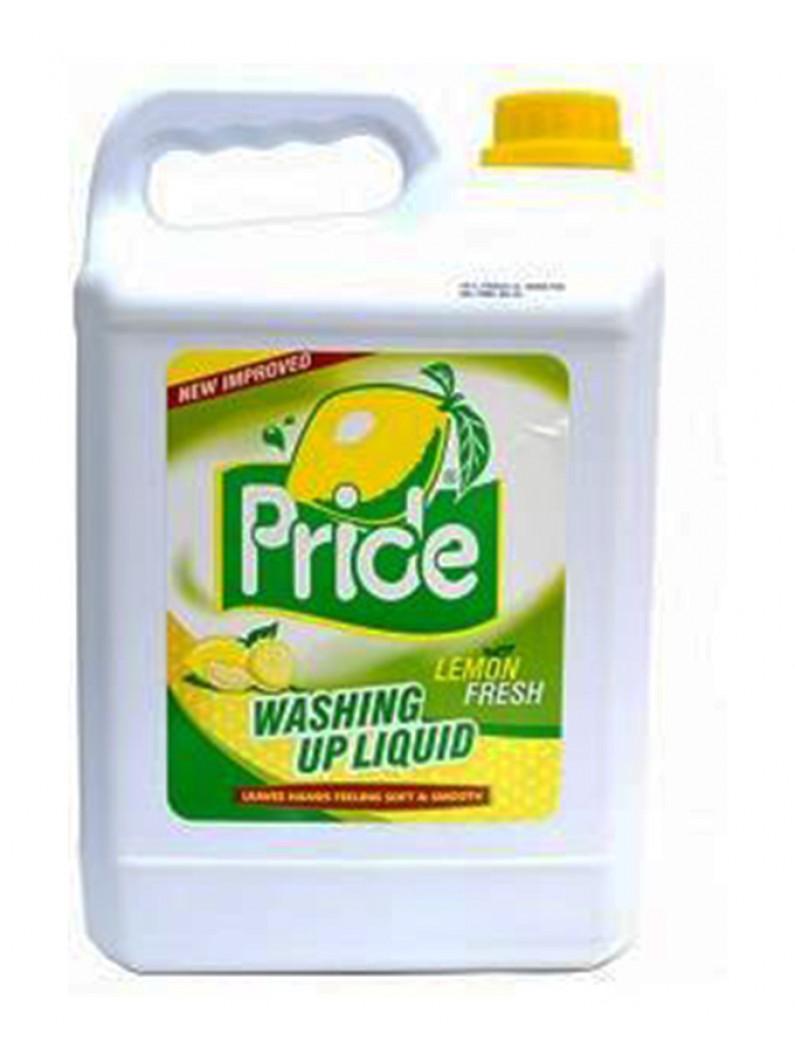 NEW IMPROVED
Pride
®
LEMON
FRESH
WASHING
UP LIQUID
LEAVES HANDS FEELING SOFT & SMOOTH